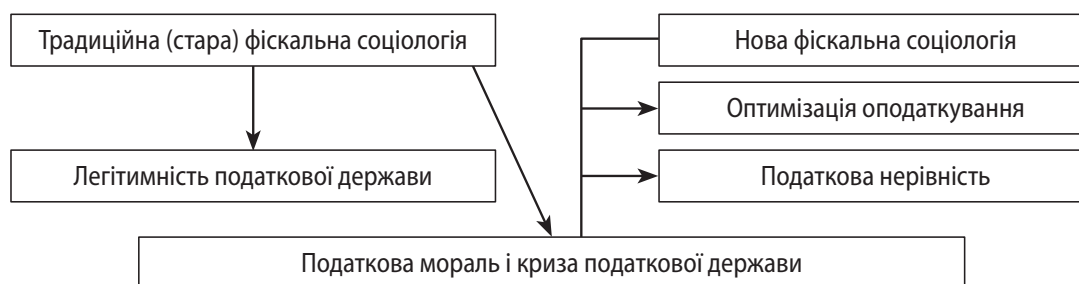 Традиційна (стара) фіскальна соціологія
Нова фіскальна соціологія
Оптимізація оподаткування
Легітимність податкової держави
Податкова нерівність
Податкова мораль і криза податкової держави